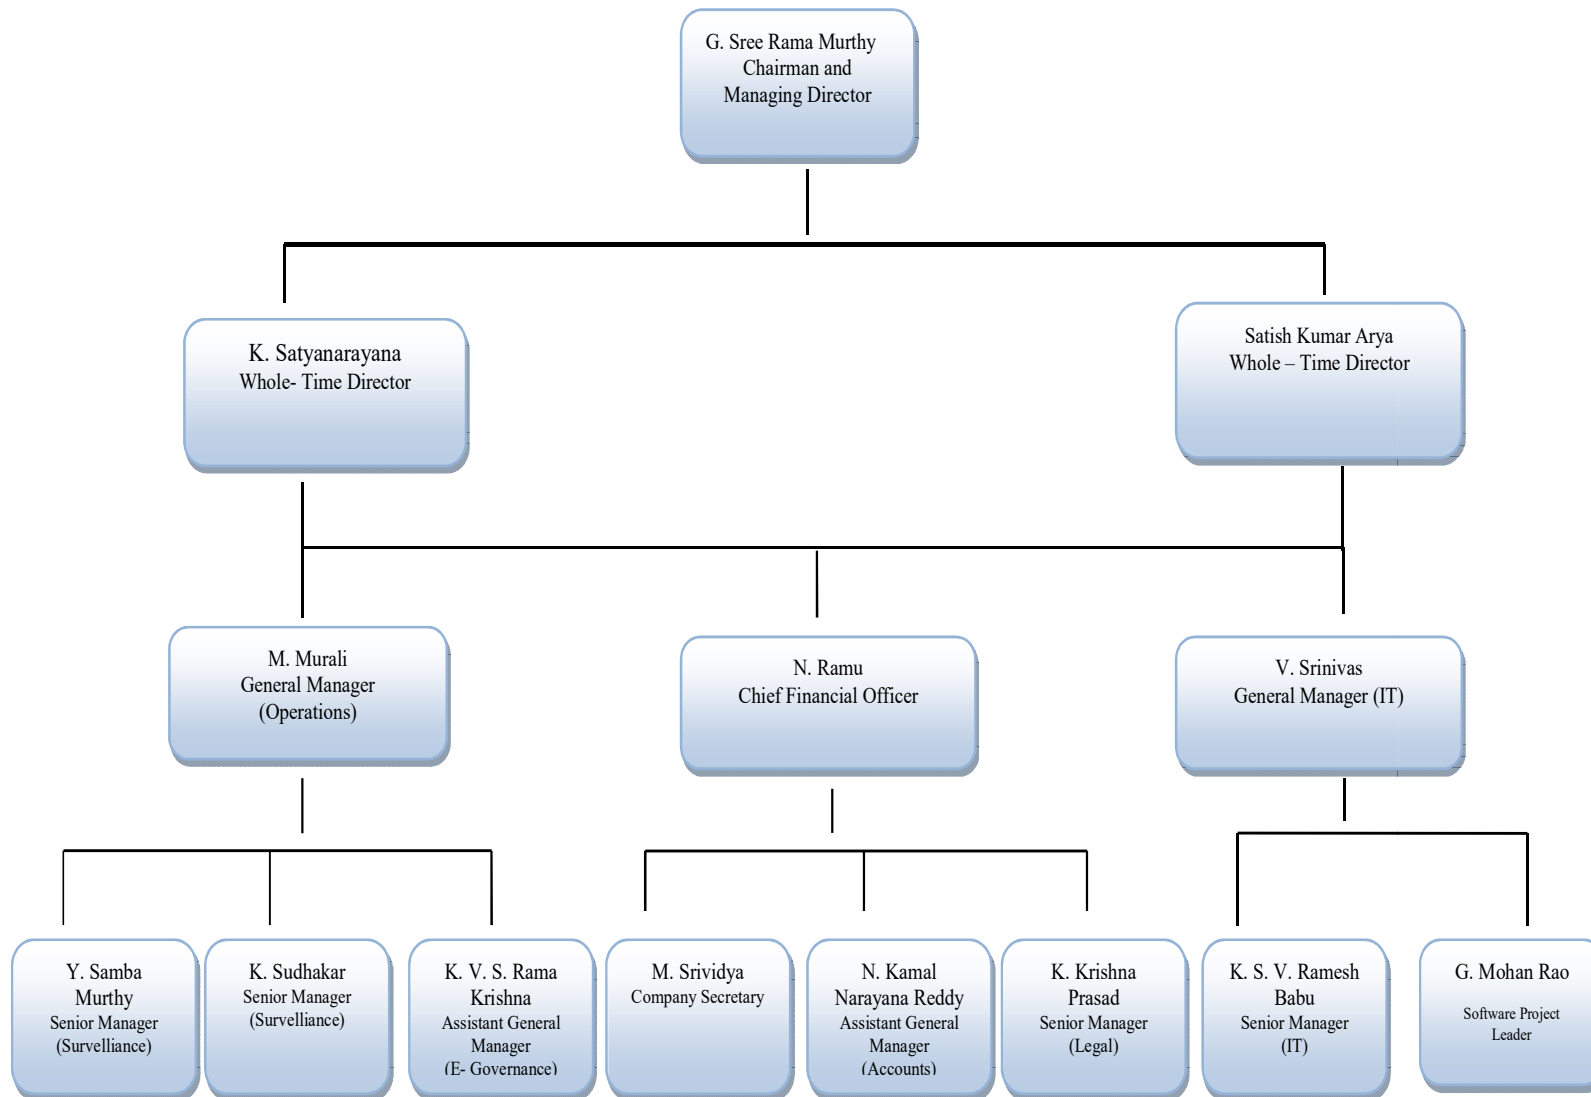 G. Sree Rama Murthy
Chairman and
Managing Director
K. Satyanarayana
Whole- Time Director
Satish Kumar Arya
Whole – Time Director
M. Murali
General Manager
(Operations)
N. Ramu
Chief Financial Officer
V. Srinivas
General Manager (IT)
Y. Samba
Murthy
Senior Manager
(Survelliance)
K. Sudhakar
Senior Manager
(Survelliance)
K. V. S. Rama
Krishna
Assistant General
Manager
(E- Governance)
M. Srividya
Company Secretary
N. Kamal
Narayana Reddy
Assistant General
Manager
(Accounts)
K. Krishna
Prasad
Senior Manager
(Legal)
K. S. V. Ramesh
Babu
Senior Manager
(IT)
G. Mohan Rao
Software Project
Leader